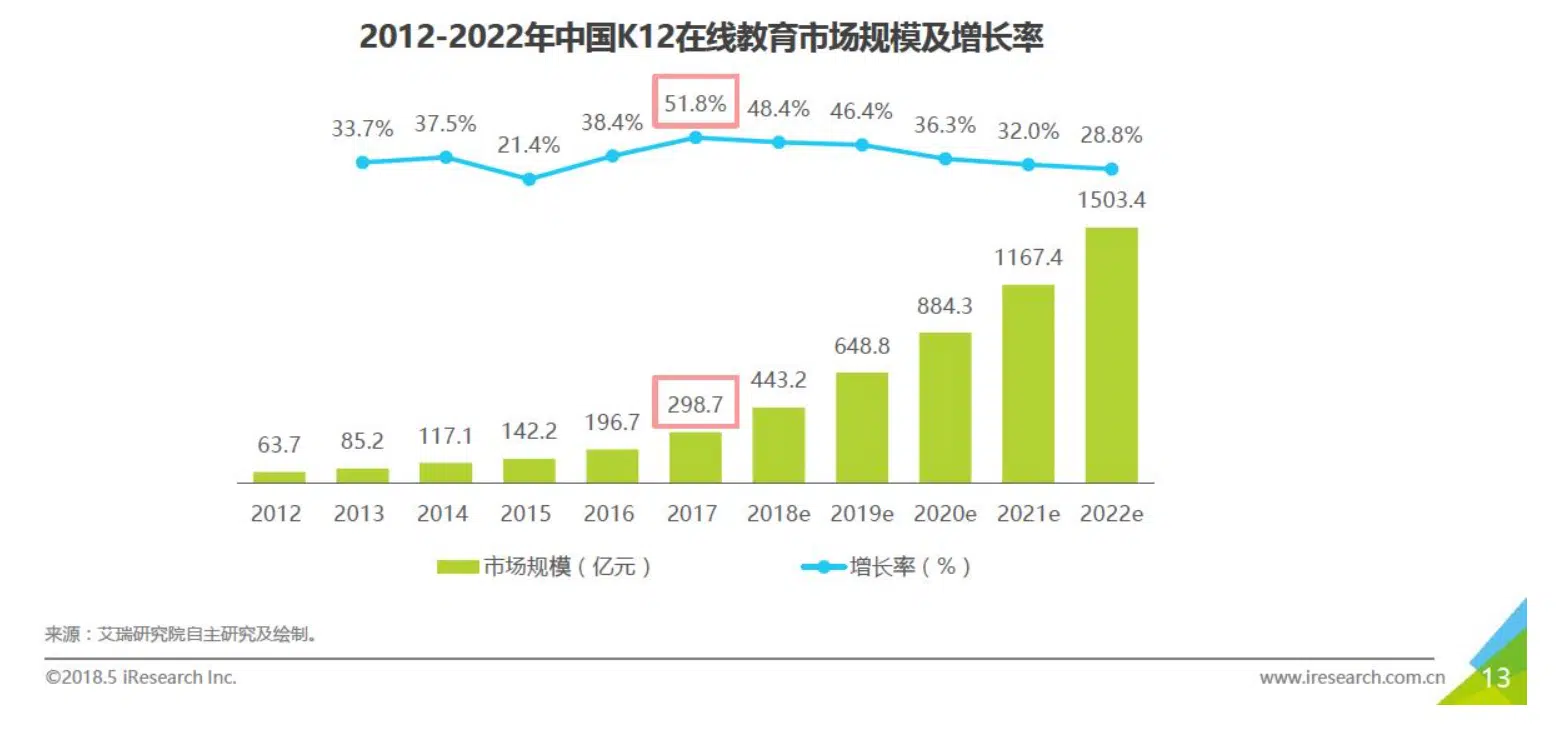 2012-2022年中国K12在线教育市场规模及增长率
33.7% 37.5% 21.4% 38.4% 51.8% 48.4% 46.4% 36.3% 32.0% 28.8%
63.7 85.2 117.1 142.2 196.7 298.7 443.2 648.8 884.3 1167.4 1503.4
2012 2013 2014 2015 2016 2017 2018e 2019e 2020e 2021e 2022e
市场规模（亿元） 增长率（%）
来源：艾瑞研究院自主研究及绘制。
©2018.5 iResearch Inc. www.iresearch.com.cn 13